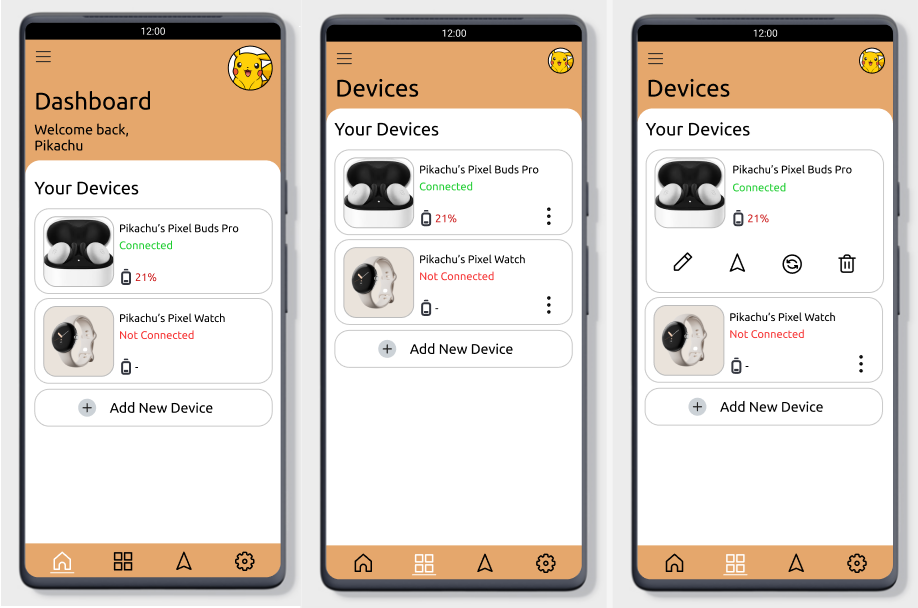 12:00
Dashboard
Welcome back,
Pikachu
Your Devices
Pikachu's Pixel Buds Pro
Connected
21%
Pikachu's Pixel Watch
Not Connected
-
+ Add New Device
12:00
Devices
Your Devices
Pikachu's Pixel Buds Pro
Connected
21%
Pikachu's Pixel Watch
Not Connected
-
+ Add New Device
12:00
Devices
Your Devices
Pikachu's Pixel Buds Pro
Connected
21%
Pikachu's Pixel Watch
Not Connected
-
+ Add New Device